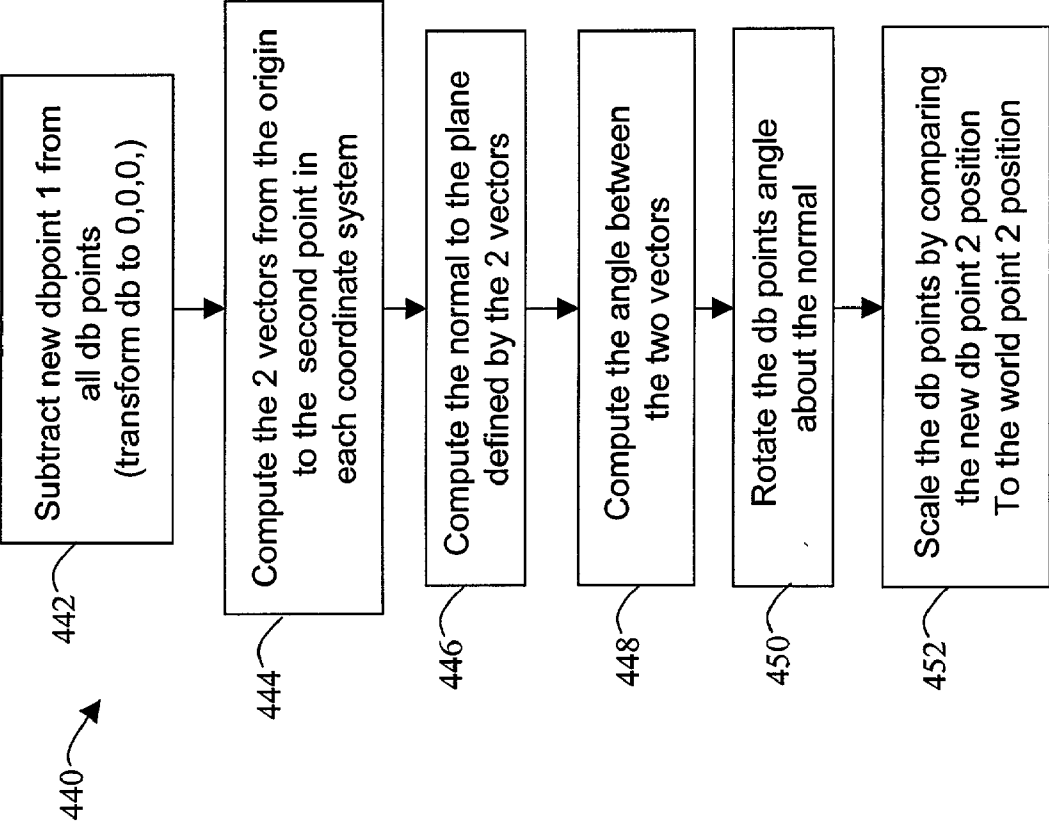 440
442
Subtract new dbpoint 1 from
all db points
(transform db to 0,0,0,)
444
Compute the 2 vectors from the origin
to the second point in
each coordinate system
446
Compute the normal to the plane
defined by the 2 vectors
448
Compute the angle between
the two vectors
450
Rotate the db points angle
about the normal
452
Scale the db points by comparing
the new db point 2 position
To the world point 2 position